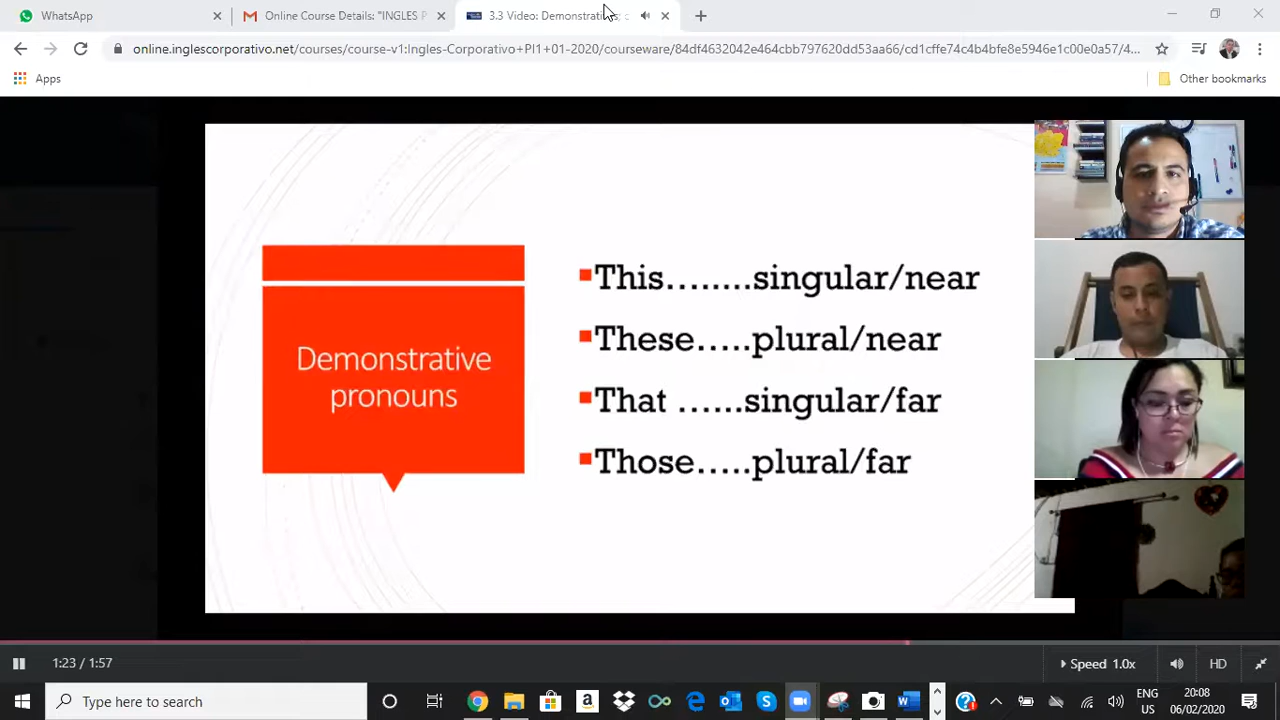 WhatsApp
Online Course Details: "INGLES P
3.3 Video: Demonstrativ
online.inglescorporativo.net/courses/course-v1:Ingles-Corporativo+PI1+01-2020/courseware/84df4632042e464cbb797620dd53aa66/cd1cffe74c4b4bfe8e5946e1c00e0a57/4...
Apps
Other bookmarks
Demonstrative
pronouns
This........singular/near
These.....plural/near
That ......singular/far
Those.....plural/far
1:23 / 1:57
Speed 1.0x
HD
Type here to search
ENG
US
20:08
06/02/2020